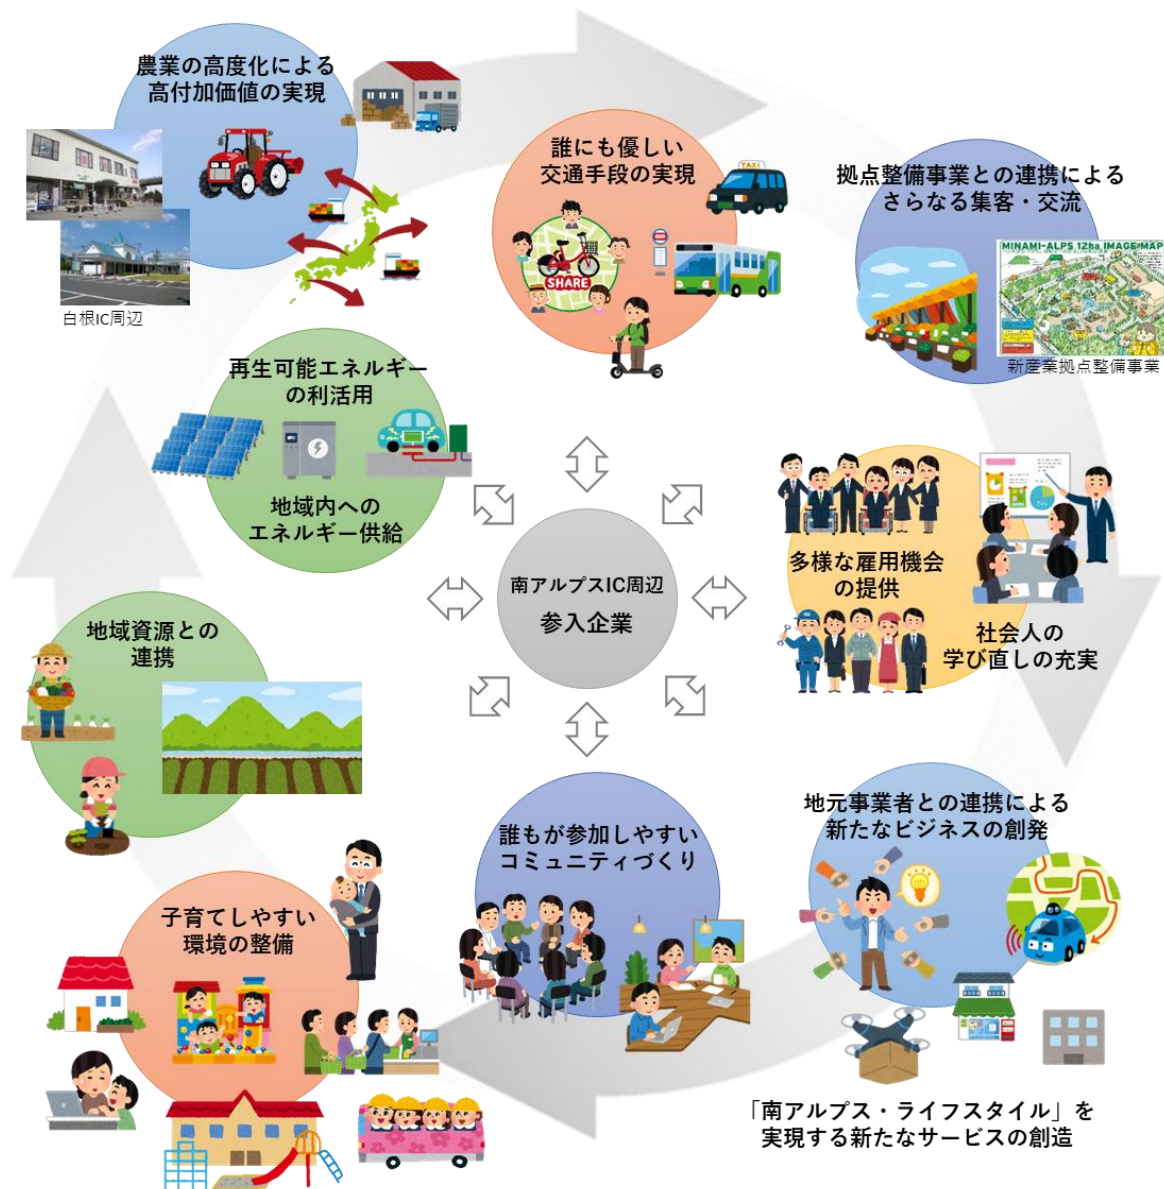 農業の高度化による
高付加価値の実現
白根IC周辺
誰にも優しい
交通手段の実現
TAXI
SHARE
拠点整備事業との連携による
さらなる集客・交流
MINAMI-ALPS 12ha IMAGE MAP
新産業拠点整備事業
再生可能エネルギー
の利活用
地域内への
エネルギー供給
南アルプスIC周辺
参入企業
多様な雇用機会
の提供
社会人の
学び直しの充実
地域資源との
連携
誰もが参加しやすい
コミュニティづくり
地元事業者との連携による
新たなビジネスの創発
子育てしやすい
環境の整備
「南アルプス・ライフスタイル」を
実現する新たなサービスの創造